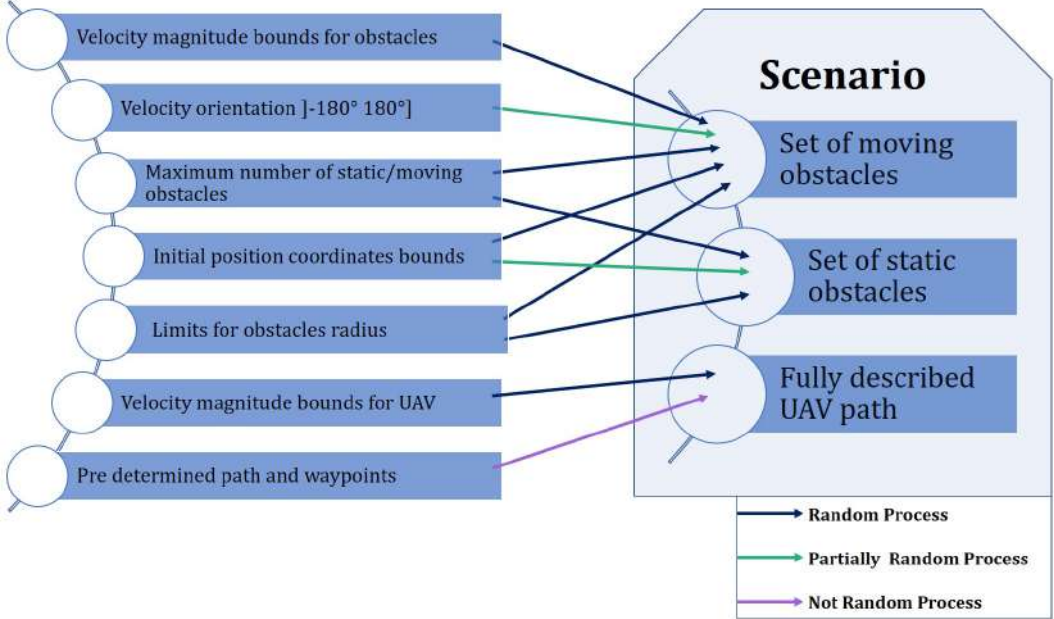 Velocity magnitude bounds for obstacles
Velocity orientation ]-180° 180°]
Maximum number of static/moving
obstacles
Initial position coordinates bounds
Limits for obstacles radius
Velocity magnitude bounds for UAV
Pre determined path and waypoints
Scenario
Set of moving
obstacles
Set of static
obstacles
Fully described
UAV path
Random Process
Partially Random Process
Not Random Process